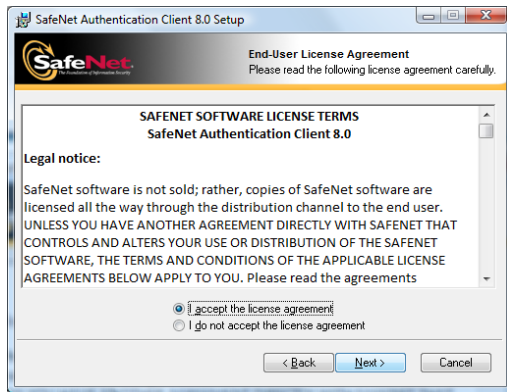 SafeNet Authentication Client 8.0 Setup
SafeNet.
The Foundation of Information Security
End-User License Agreement
Please read the following license agreement carefully.
SAFENET SOFTWARE LICENSE TERMS
SafeNet Authentication Client 8.0
Legal notice:
SafeNet software is not sold; rather, copies of SafeNet software are
licensed all the way through the distribution channel to the end user.
UNLESS YOU HAVE ANOTHER AGREEMENT DIRECTLY WITH SAFENET THAT
CONTROLS AND ALTERS YOUR USE OR DISTRIBUTION OF THE SAFENET
SOFTWARE, THE TERMS AND CONDITIONS OF THE APPLICABLE LICENSE
AGREEMENTS BELOW APPLY TO YOU. Please read the agreements
I accept the license agreement
I do not accept the license agreement
< Back
Next >
Cancel